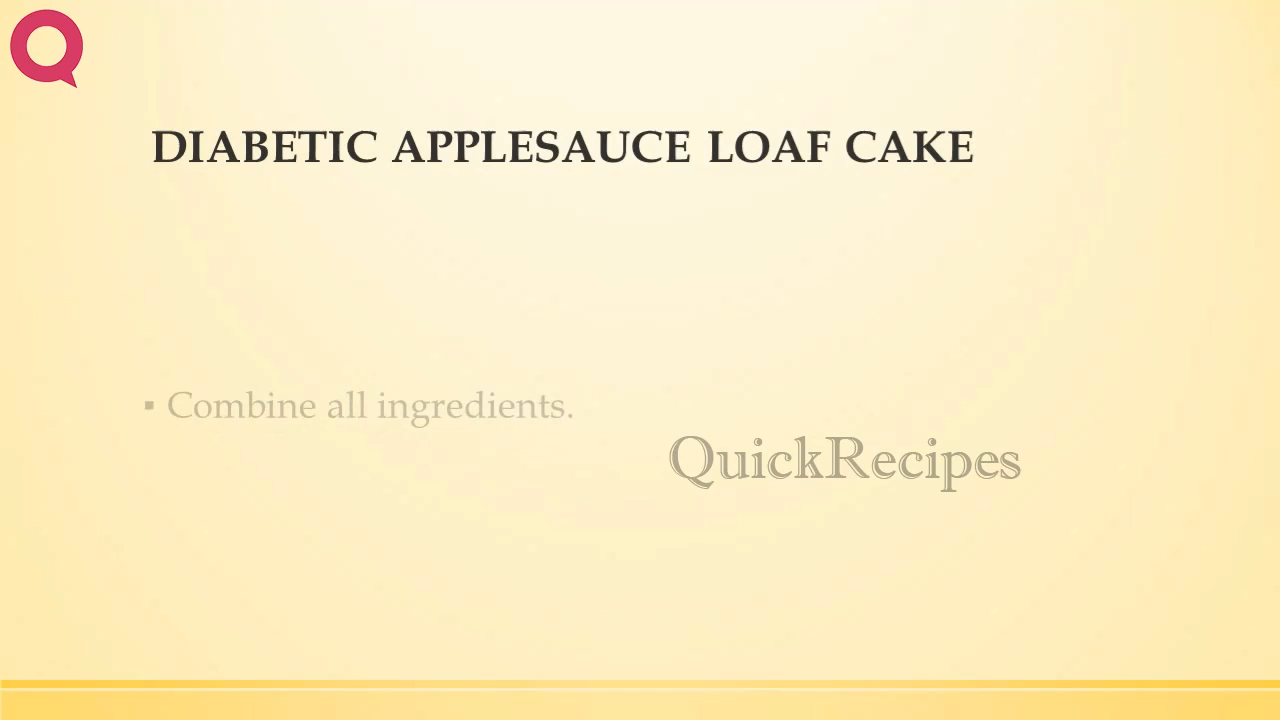 DIABETIC APPLESAUCE LOAF CAKE
▪ Combine all ingredients.
QuickRecipes